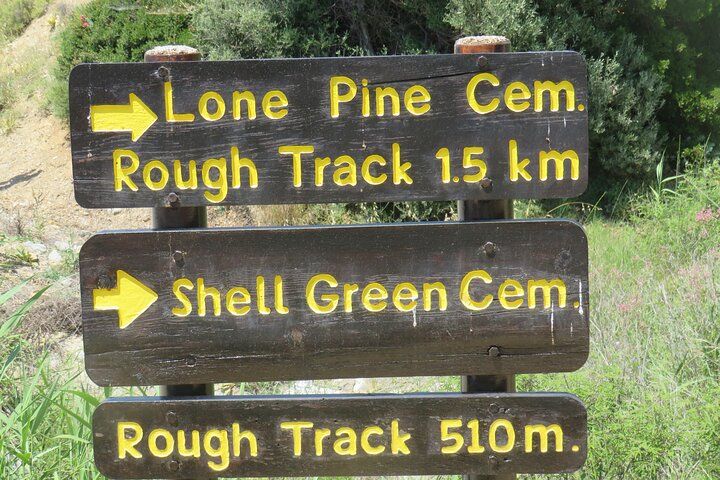 Lone Pine Cem.
Rough Track 1.5 km
Shell Green Cem.
Rough Track 510m.